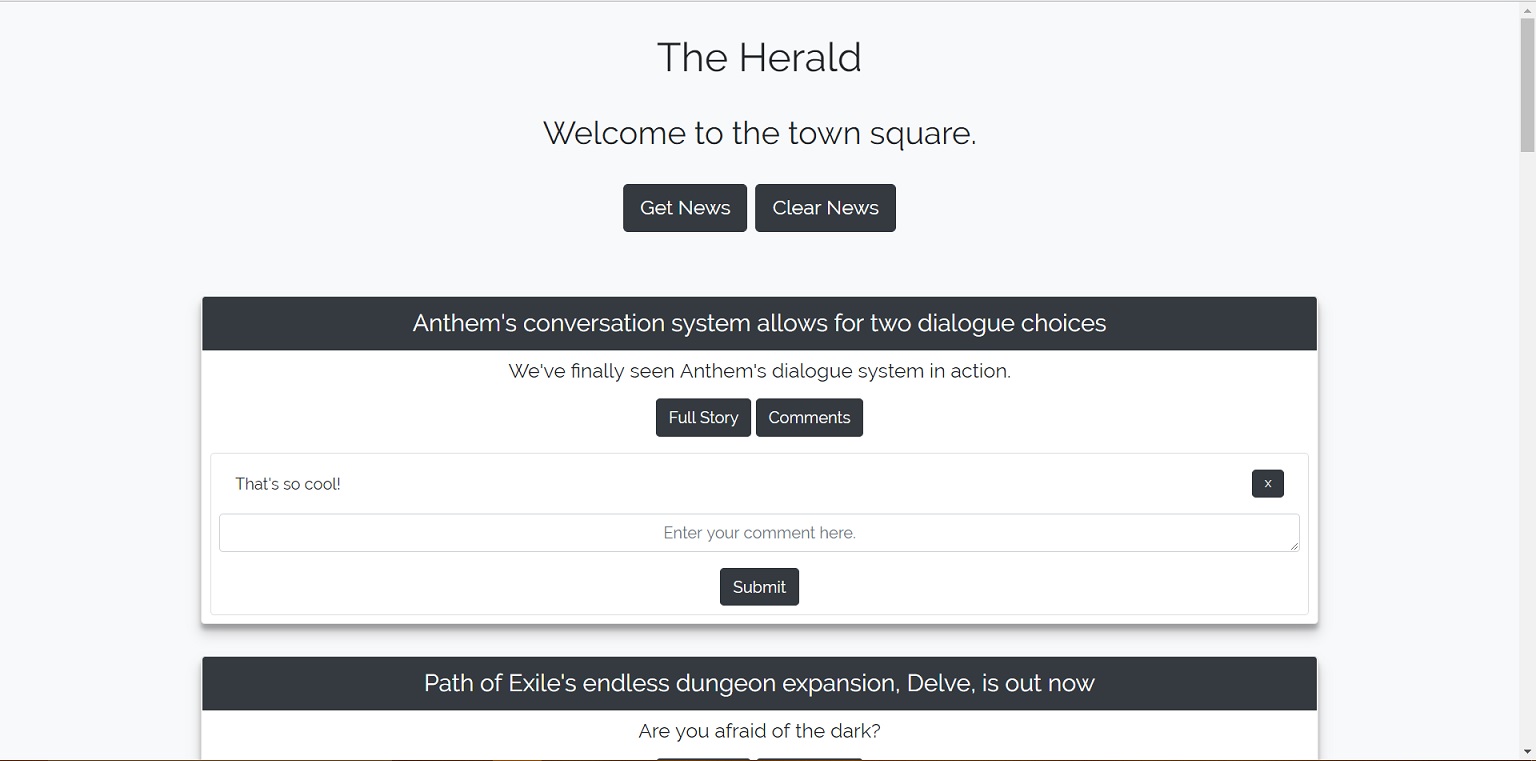 The Herald
Welcome to the town square.
Get News Clear News
Anthem's conversation system allows for two dialogue choices
We've finally seen Anthem's dialogue system in action.
Full Story Comments
That's so cool! x
Enter your comment here.
Submit
Path of Exile's endless dungeon expansion, Delve, is out now
Are you afraid of the dark?